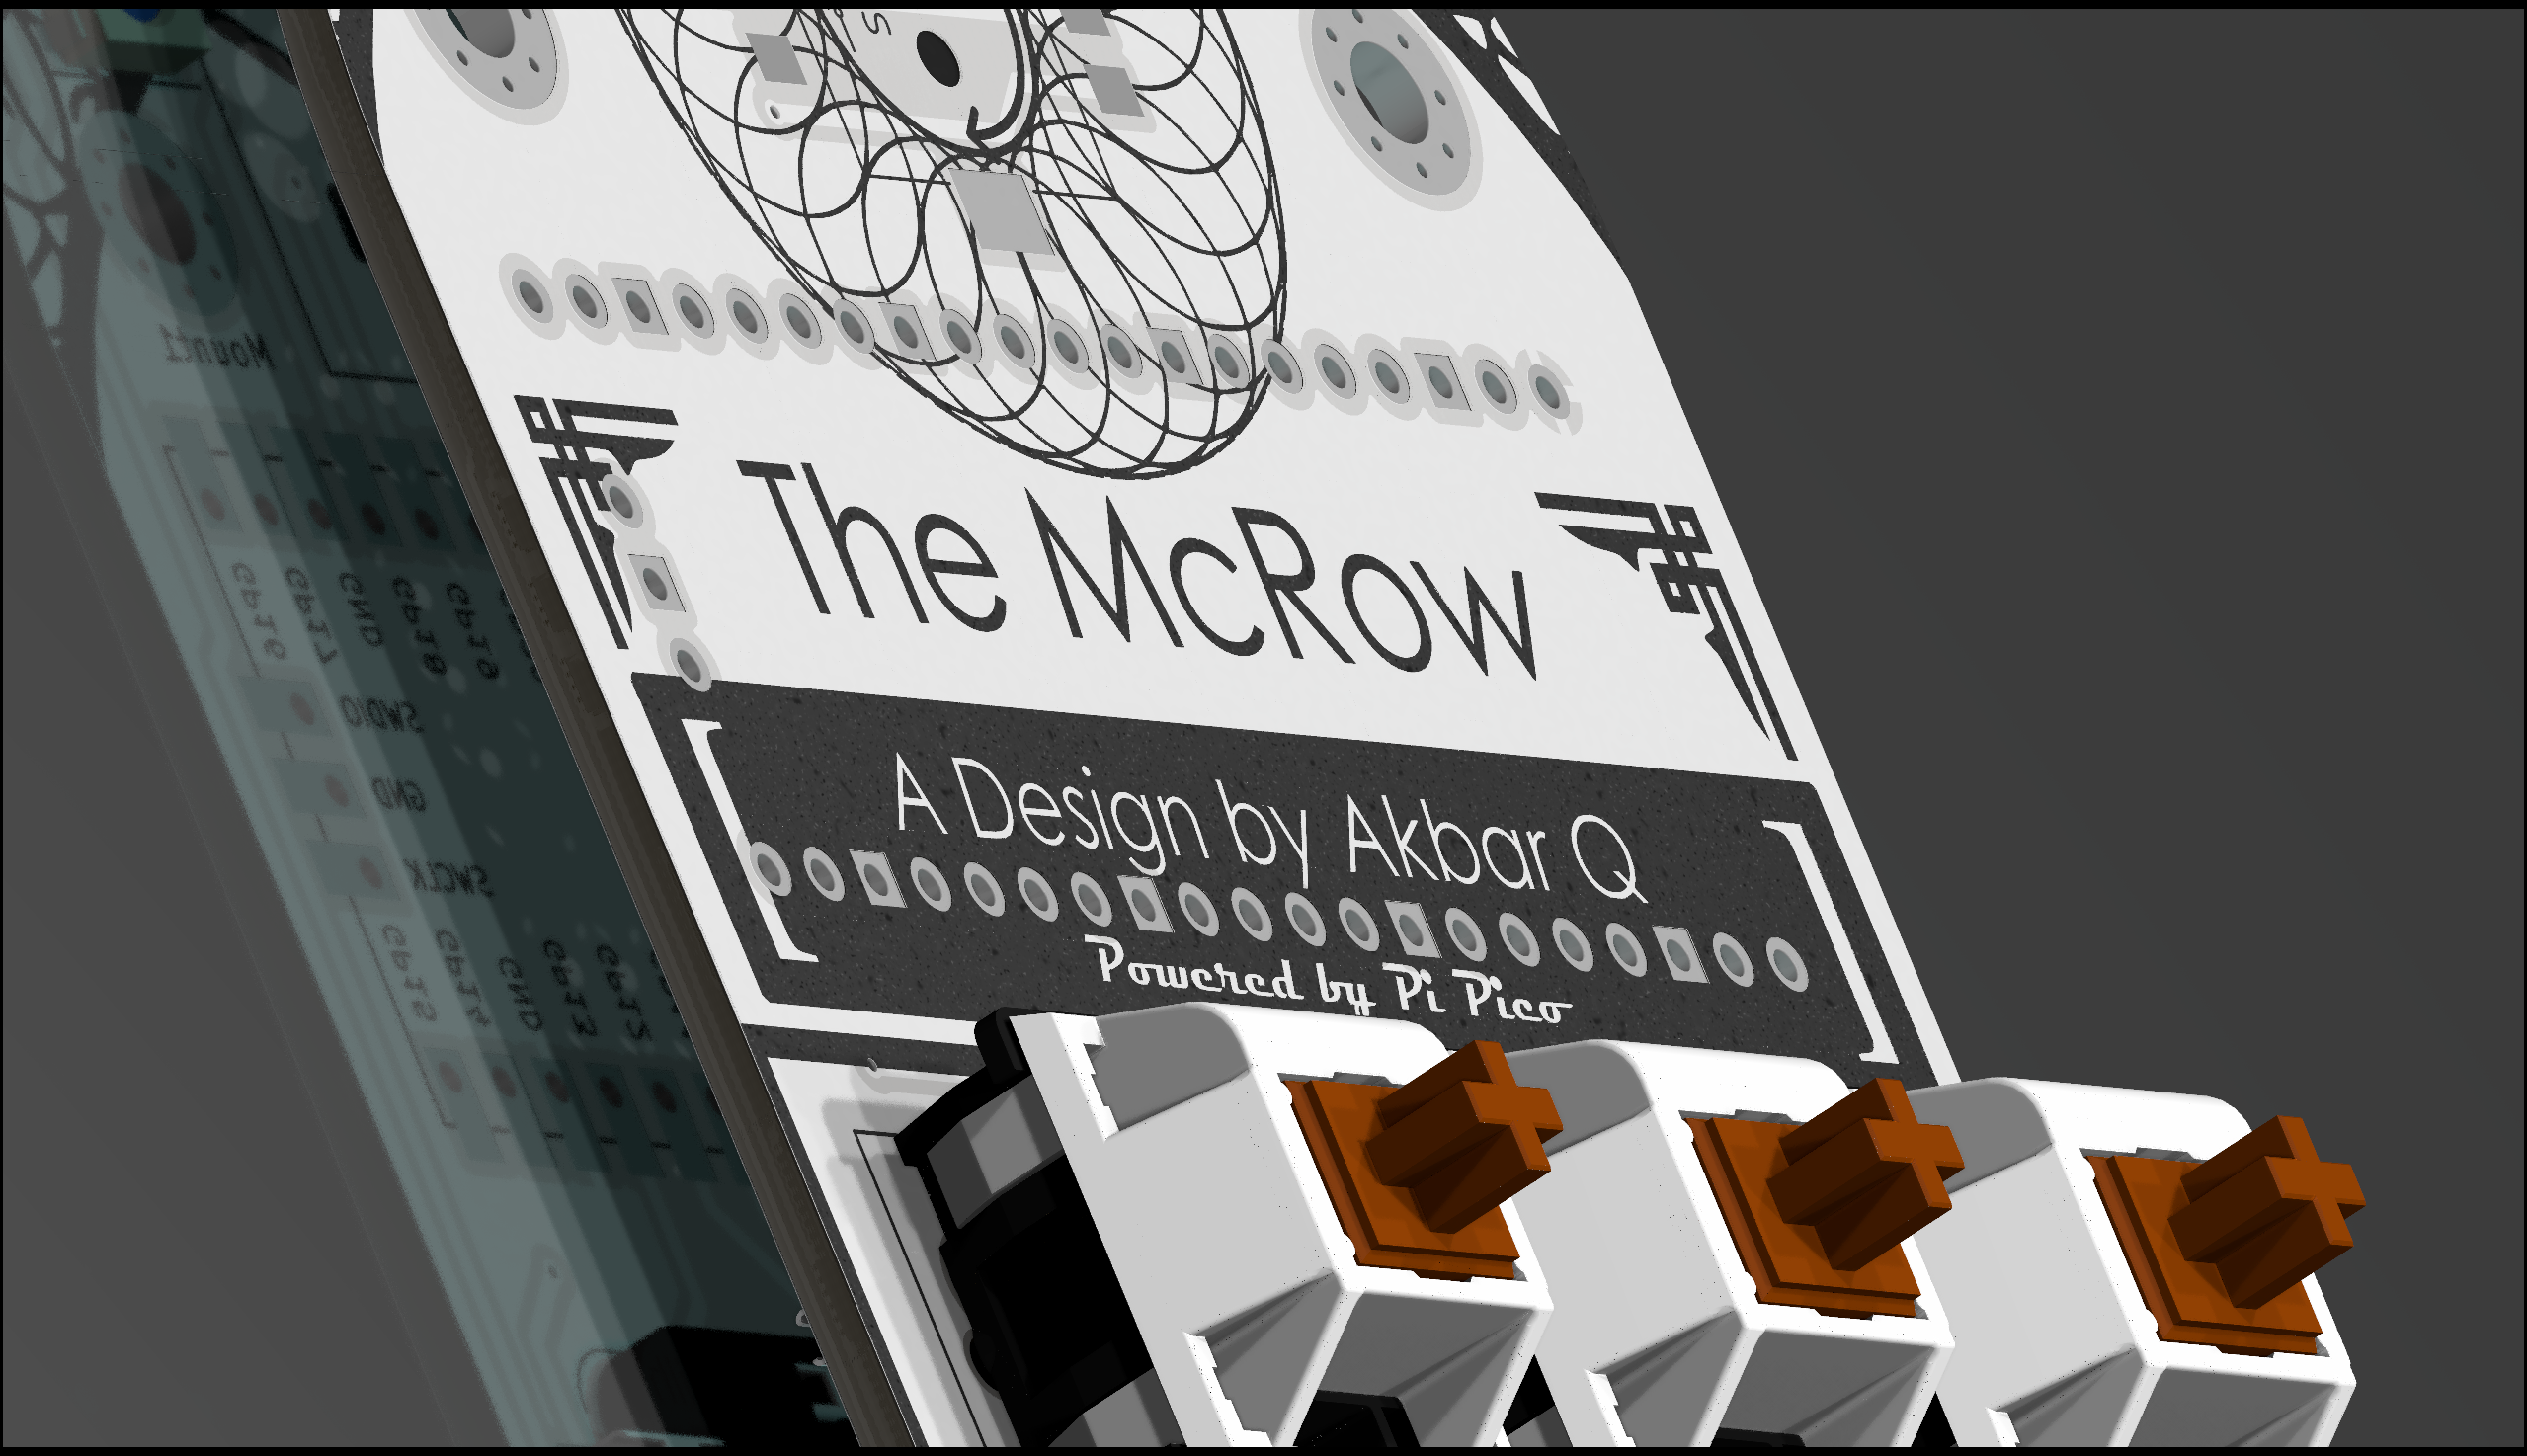 S
Mount1
The McRow
A Design by Akbar Q
Powered by Pi Pico
GP16
GP17
GND
GP18
GP19
SWDIO
GND
SWCLK
GP15
GP14
GND
GP13
GP12